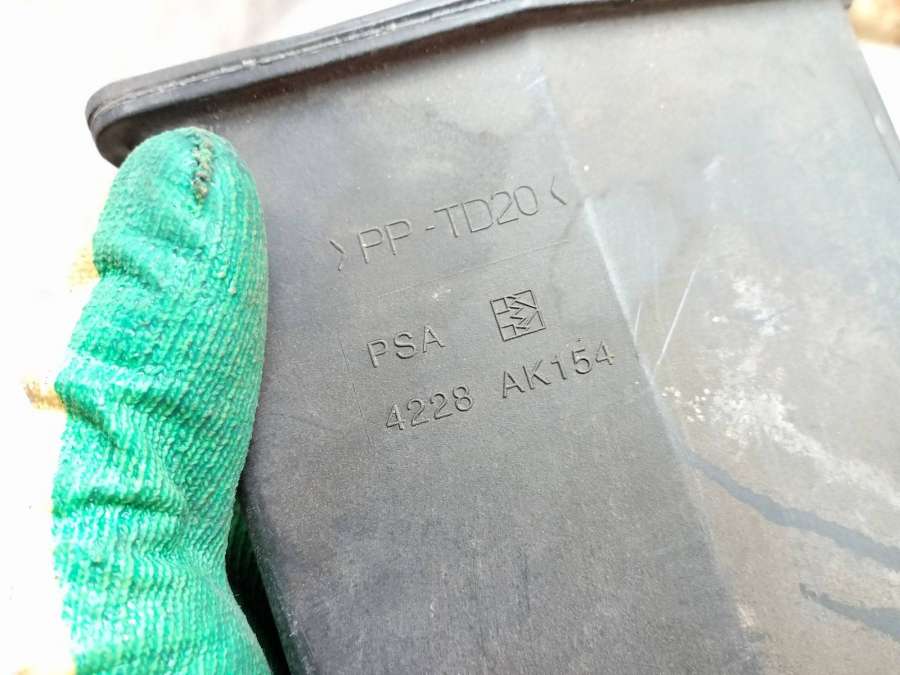 >PP-TD20<
PSA
4228 AK154